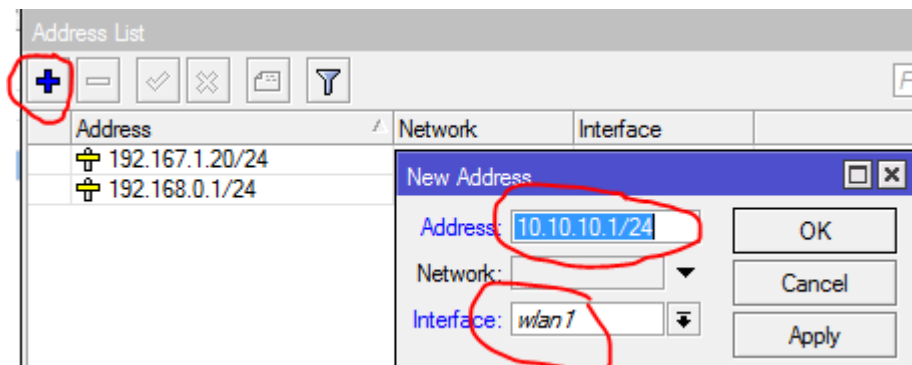 Address List
F
Address Network Interface
192.167.1.20/24
192.168.0.1/24
New Address
Address: 10.10.10.1/24 OK
Network: Cancel
Interface: wlan1 Apply